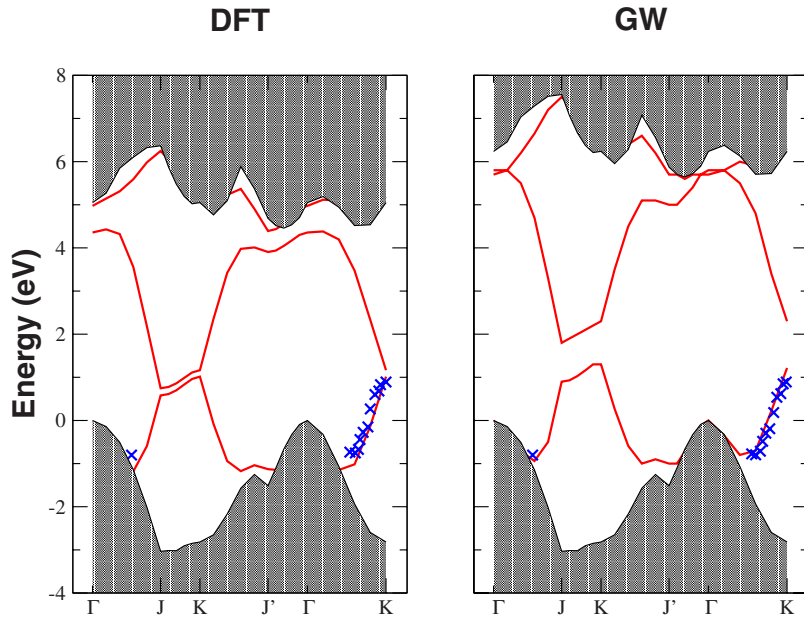 DFT
GW
Energy (eV)
8
6
4
2
0
-2
-4
Γ J K J' Γ K
Γ J K J' Γ K